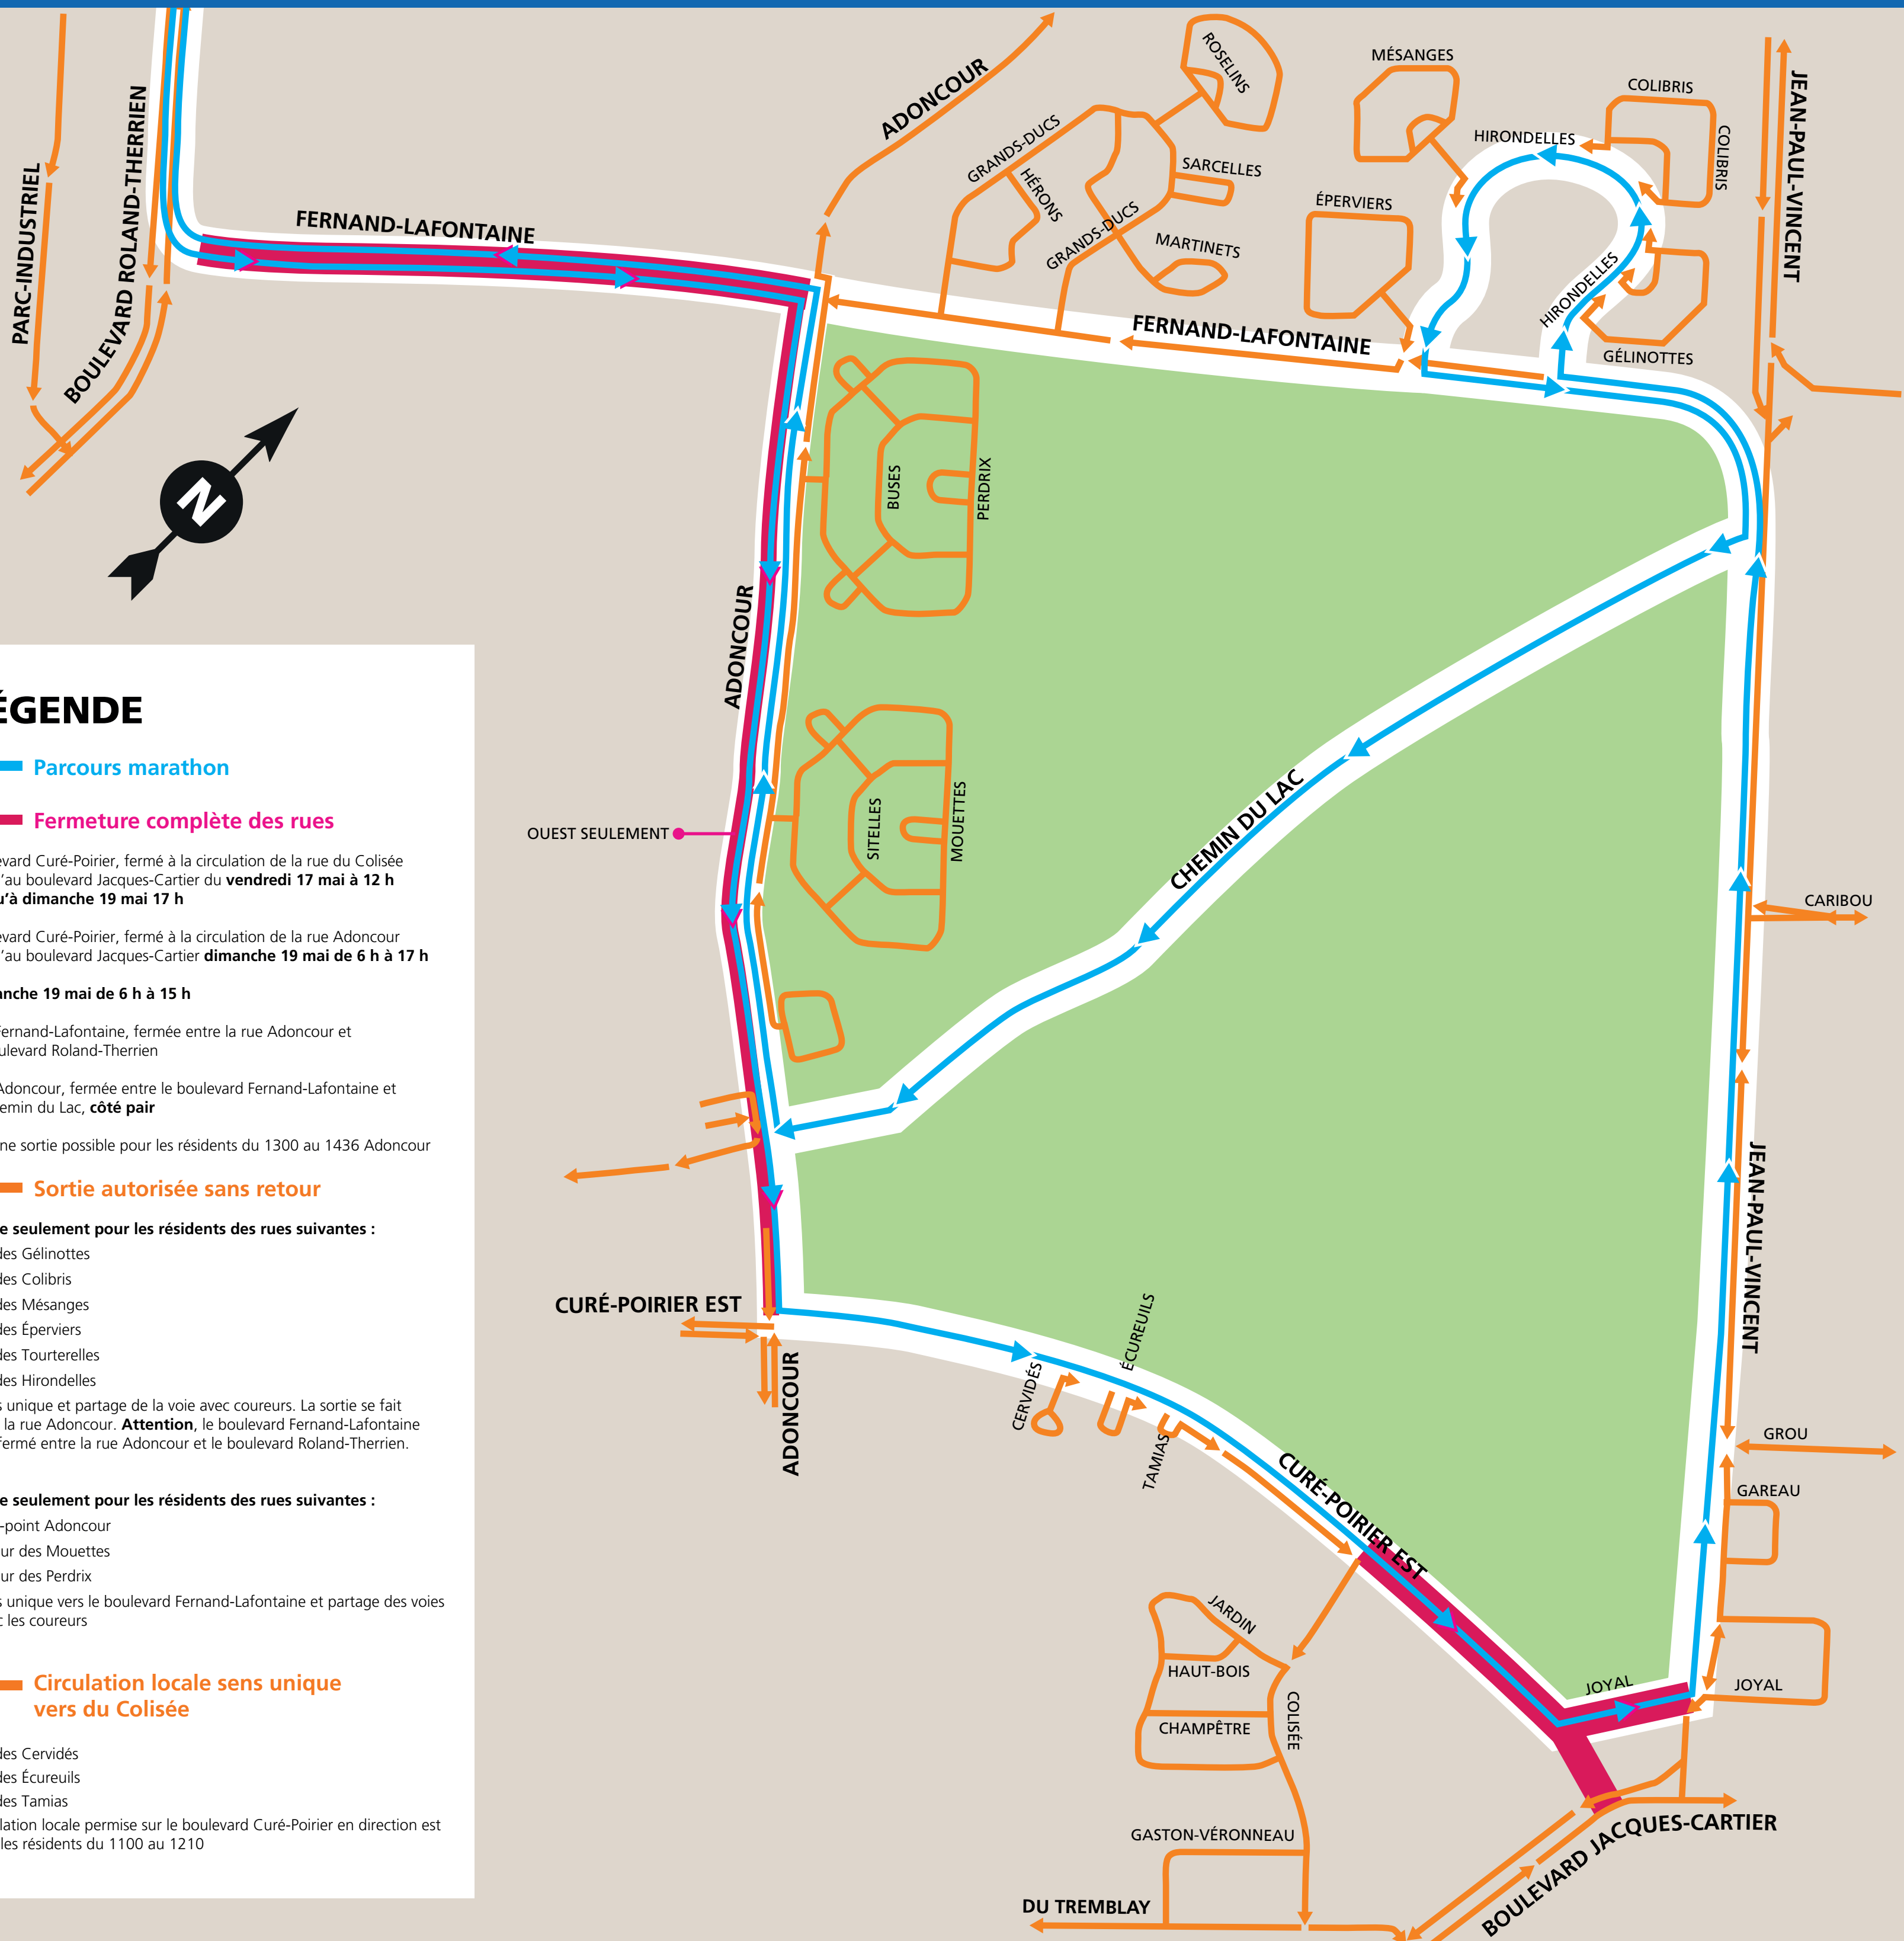 ROSELINS
MÉSANGES
ADONCOUR
COLIBRIS
JEAN-PAUL-VINCENT
BOULEVARD ROLAND-THERRIEN
GRANDS-DUCS
HIRONDELLES
COLIBRIS
PARC-INDUSTRIEL
SARCELLES
HÉRONS
ÉPERVIERS
FERNAND-LAFONTAINE
GRANDS-DUCS
MARTINETS
HIRONDELLES
FERNAND-LAFONTAINE
GÉLINOTTES
N
BUSES
PERDRIX
ADONCOUR
OUEST SEULEMENT
SITELLES
MOUETTES
CHEMIN DU LAC
CARIBOU
ÉGENDE
Parcours marathon
Fermeture complète des rues
evard Curé-Poirier, fermé à la circulation de la rue du Colisée
'au boulevard Jacques-Cartier du vendredi 17 mai à 12 h
u'à dimanche 19 mai 17 h
evard Curé-Poirier, fermé à la circulation de la rue Adoncour
'au boulevard Jacques-Cartier dimanche 19 mai de 6 h à 17 h
anche 19 mai de 6 h à 15 h
Fernand-Lafontaine, fermée entre la rue Adoncour et
ulevard Roland-Therrien
Adoncour, fermée entre le boulevard Fernand-Lafontaine et
emin du Lac, côté pair
ne sortie possible pour les résidents du 1300 au 1436 Adoncour
Sortie autorisée sans retour
e seulement pour les résidents des rues suivantes :
des Gélinottes
des Colibris
des Mésanges
des Éperviers
des Tourterelles
des Hirondelles
s unique et partage de la voie avec coureurs. La sortie se fait
la rue Adoncour. Attention, le boulevard Fernand-Lafontaine
fermé entre la rue Adoncour et le boulevard Roland-Therrien.
e seulement pour les résidents des rues suivantes :
-point Adoncour
ur des Mouettes
ur des Perdrix
s unique vers le boulevard Fernand-Lafontaine et partage des voies
c les coureurs
Circulation locale sens unique
vers du Colisée
des Cervidés
des Écureuils
des Tamias
lation locale permise sur le boulevard Curé-Poirier en direction est
les résidents du 1100 au 1210
CURÉ-POIRIER EST
ADONCOUR
CERVIDÉS
ÉCUREUILS
TAMIAS
JEAN-PAUL-VINCENT
GROU
GAREAU
CURÉ-POIRIER EST
JARDIN
HAUT-BOIS
CHAMPÊTRE
COLISÉE
JOYAL
JOYAL
GASTON-VÉRONNEAU
DU TREMBLAY
BOULEVARD JACQUES-CARTIER